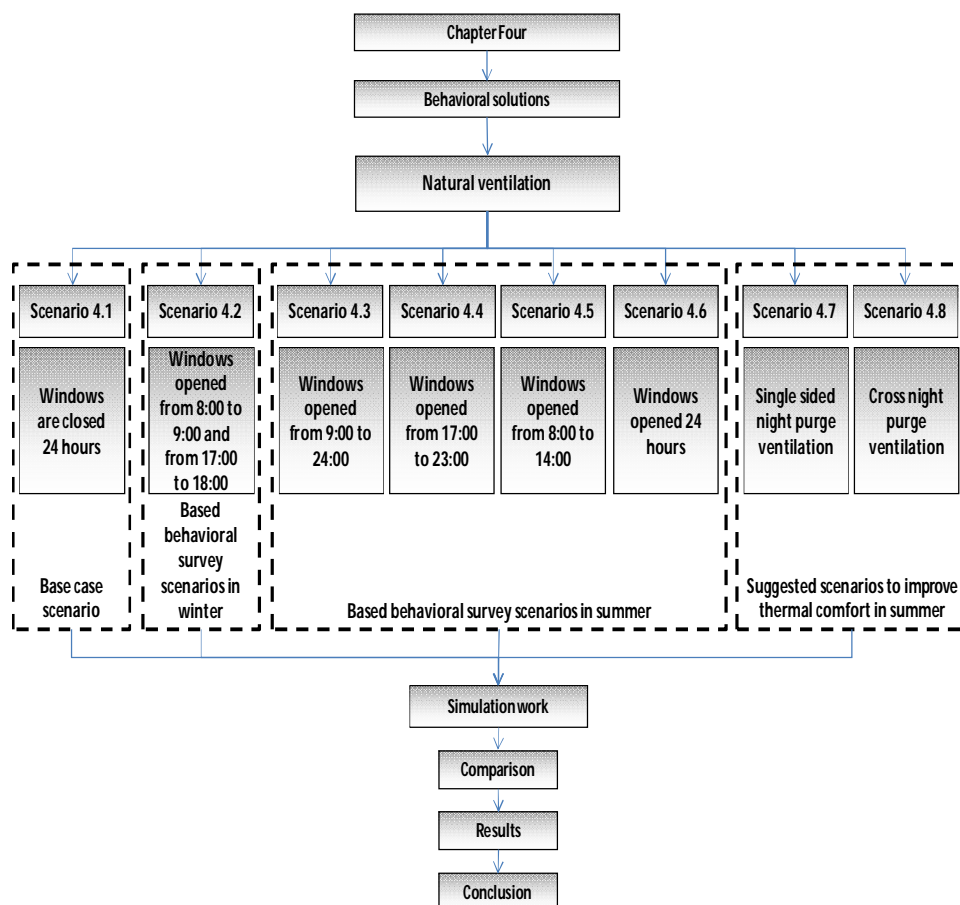 Chapter Four
Behavioral solutions
Natural ventilation
Scenario 4.1
Windows
are closed
24 hours
Base case
scenario
Scenario 4.2
Windows
opened
from 8:00 to
9:00 and
from 17:00
to 18:00
Based
behavioral
survey
scenarios in
winter
Scenario 4.3
Windows
opened
from 9:00 to
24:00
Scenario 4.4
Windows
opened
from 17:00
to 23:00
Scenario 4.5
Windows
opened
from 8:00 to
14:00
Scenario 4.6
Windows
opened 24
hours
Based behavioral survey scenarios in summer
Scenario 4.7
Single sided
night purge
ventilation
Scenario 4.8
Cross night
purge
ventilation
Suggested scenarios to improve
thermal comfort in summer
Simulation work
Comparison
Results
Conclusion